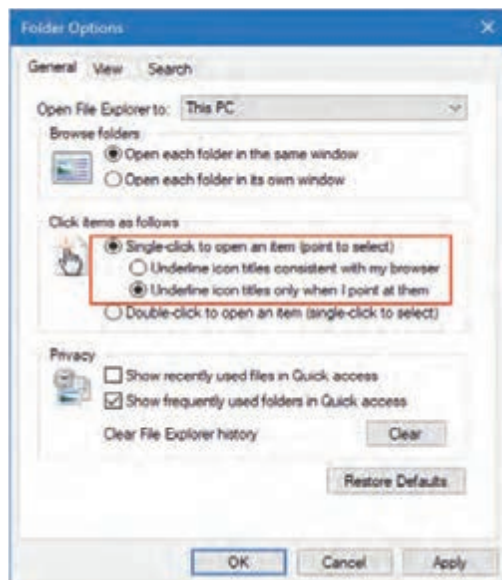 Folder Options
General View Search
Open File Explorer to: This PC
Browse folders
Open each folder in the same window
Open each folder in its own window
Click items as follows
Single-click to open an item (point to select)
Underline icon titles consistent with my browser
Underline icon titles only when I point at them
Double-click to open an item (single-click to select)
Privacy
Show recently used files in Quick access
Show frequently used folders in Quick access
Clear File Explorer history Clear
Restore Defaults
OK Cancel Apply